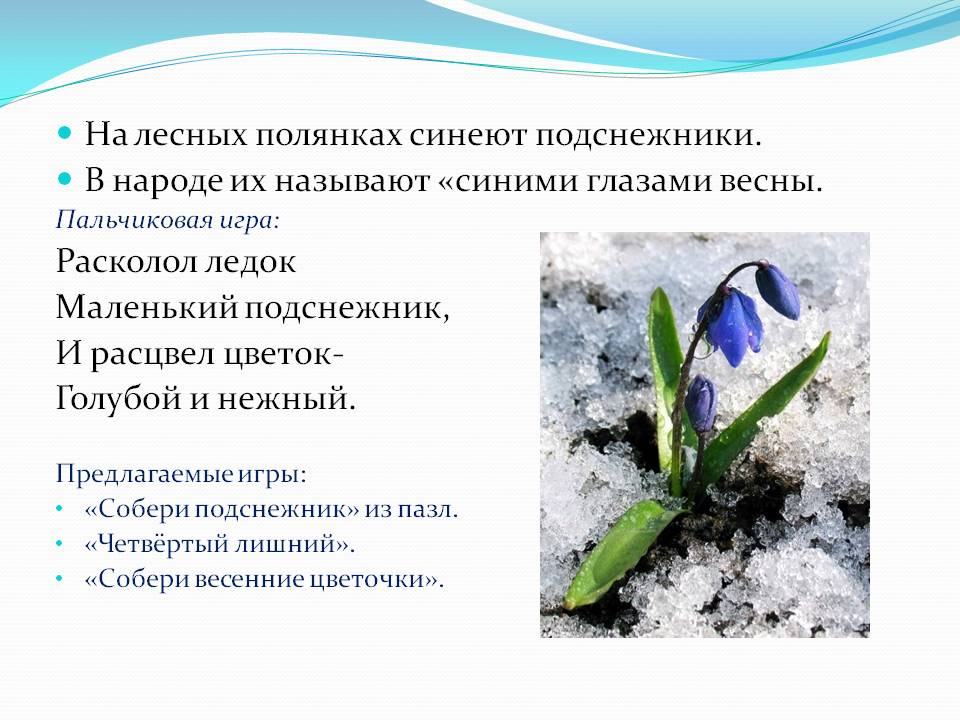 • На лесных полянках синеют подснежники.
• В народе их называют «синими глазами весны.
Пальчиковая игра:
Расколол ледок
Маленький подснежник,
И расцвел цветок-
Голубой и нежный.
Предлагаемые игры:
• «Собери подснежник» из пазл.
• «Четвёртый лишний».
• «Собери весенние цветочки».